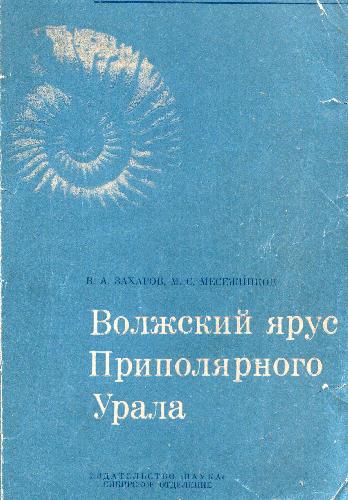 В. А. ЗАХАРОВ, М. С. МЕСЕЖНИКОВ
Волжский ярус
Приполярного
Урала
ИЗДАТЕЛЬСТВО «НАУКА»
СИБИРСКОЕ ОТДЕЛЕНИЕ